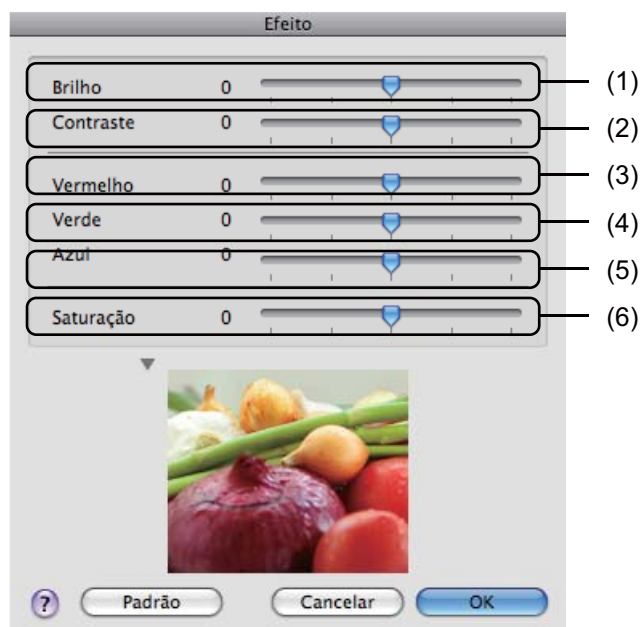 Efeito
Brilho 0 (1)
Contraste 0 (2)
Vermelho 0 (3)
Verde 0 (4)
Azul 0 (5)
Saturação 0 (6)
? Padrão Cancelar OK